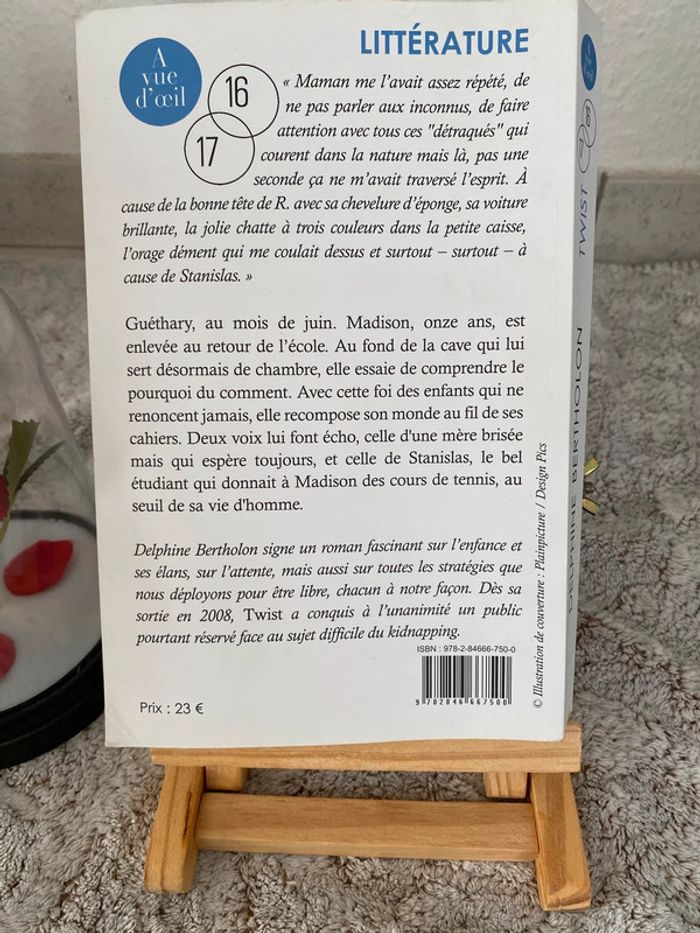 A
vue
d'œil
LITTÉRATURE
16
17
« Maman me l'avait assez répété, de
ne pas parler aux inconnus, de faire
attention avec tous ces "détraqués" qui
courent dans la nature mais là, pas une
seconde ça ne m'avait traversé l'esprit. À
cause de la bonne tête de R. avec sa chevelure d'éponge, sa voiture
brillante, la jolie chatte à trois couleurs dans la petite caisse,
l'orage dément qui me coulait dessus et surtout – surtout – à
cause de Stanislas. »
Guéthary, au mois de juin. Madison, onze ans, est
enlevée au retour de l'école. Au fond de la cave qui lui
sert désormais de chambre, elle essaie de comprendre le
pourquoi du comment. Avec cette foi des enfants qui ne
renoncent jamais, elle recompose son monde au fil de ses
cahiers. Deux voix lui font écho, celle d'une mère brisée
mais qui espère toujours, et celle de Stanislas, le bel
étudiant qui donnait à Madison des cours de tennis, au
seuil de sa vie d'homme.
Delphine Bertholon signe un roman fascinant sur l'enfance et
ses élans, sur l'attente, mais aussi sur toutes les stratégies que
nous déployons pour être libre, chacun à notre façon. Dès sa
sortie en 2008, Twist a conquis à l'unanimité un public
pourtant réservé face au sujet difficile du kidnapping.
ISBN : 978-2-84666-750-0
9 782846 667500
Prix : 23 €
© Illustration de couverture : Plainpicture / Design Pics
TWIST
DELPHINE BERTHOLON